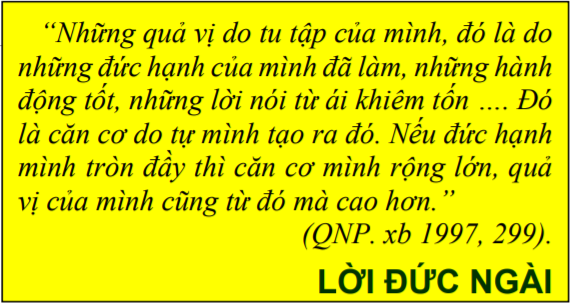 “Những quả vị do tu tập của mình, đó là do
những đức hạnh của mình đã làm, những hành
động tốt, những lời nói từ ái khiêm tốn …. Đó
là căn cơ do tự mình tạo ra đó. Nếu đức hạnh
mình tròn đầy thì căn cơ mình rộng lớn, quả
vị của mình cũng từ đó mà cao hơn.”
(QNP. xb 1997, 299).
LỜI ĐỨC NGÀI